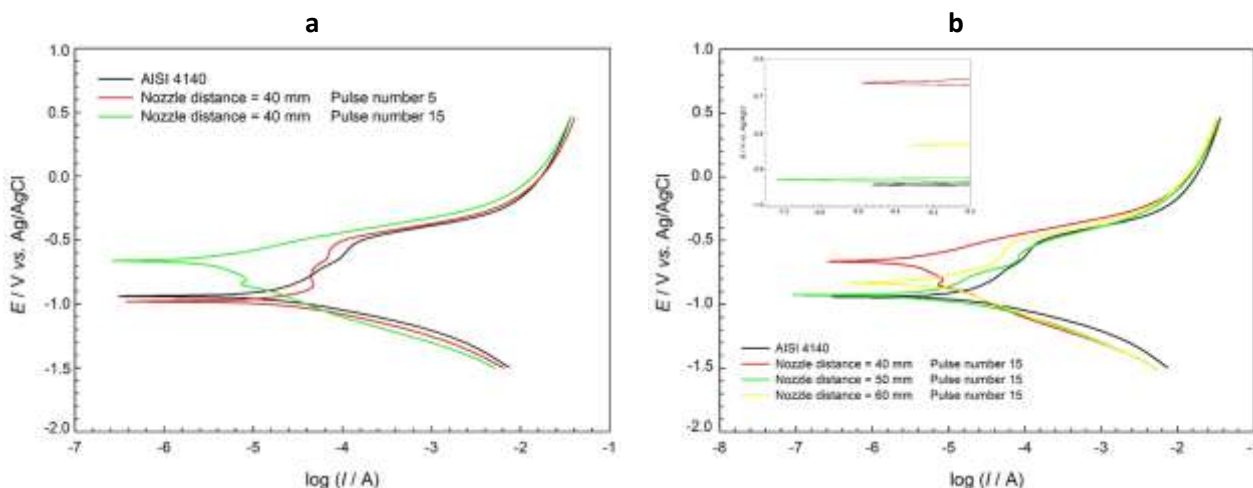 a
b
1.0
0.5
0.0
-0.5
-1.0
-1.5
-2.0
E / V vs. Ag/AgCl
AISI 4140
Nozzle distance = 40 mm Pulse number 5
Nozzle distance = 40 mm Pulse number 15
-7 -6 -5 -4 -3 -2 -1
log (I / A)
1.0
0.5
0.0
-0.5
-1.0
-1.5
-2.0
E / V vs. Ag/AgCl
AISI 4140
Nozzle distance = 40 mm Pulse number 15
Nozzle distance = 50 mm Pulse number 15
Nozzle distance = 60 mm Pulse number 15
-8 -7 -6 -5 -4 -3 -2 -1
log (I / A)